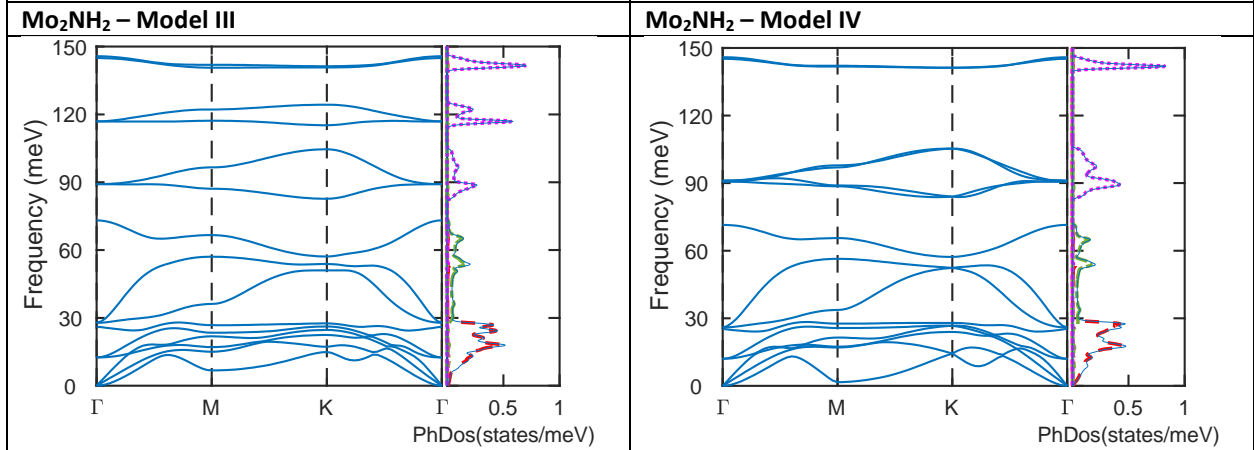 Mo₂NH₂ – Model III
Mo₂NH₂ – Model IV
150
120
90
60
30
0
Frequency (meV)
Γ
M
K
Γ
0.5
1
PhDos(states/meV)
150
120
90
60
30
0
Frequency (meV)
Γ
M
K
Γ
0.5
1
PhDos(states/meV)